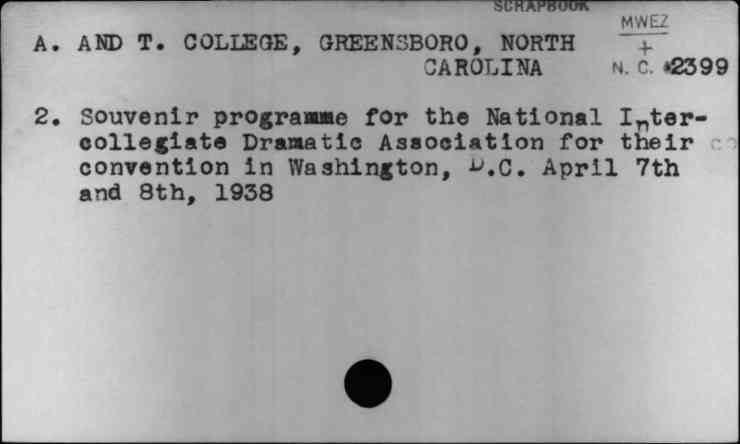 SCRAPBOOK
MWEZ
A. AND T. COLLEGE, GREENSBORO, NORTH +
CAROLINA N. C. *2399
2. Souvenir programme for the National Inter-
collegiate Dramatic Association for their
convention in Washington, D.C. April 7th
and 8th, 1938